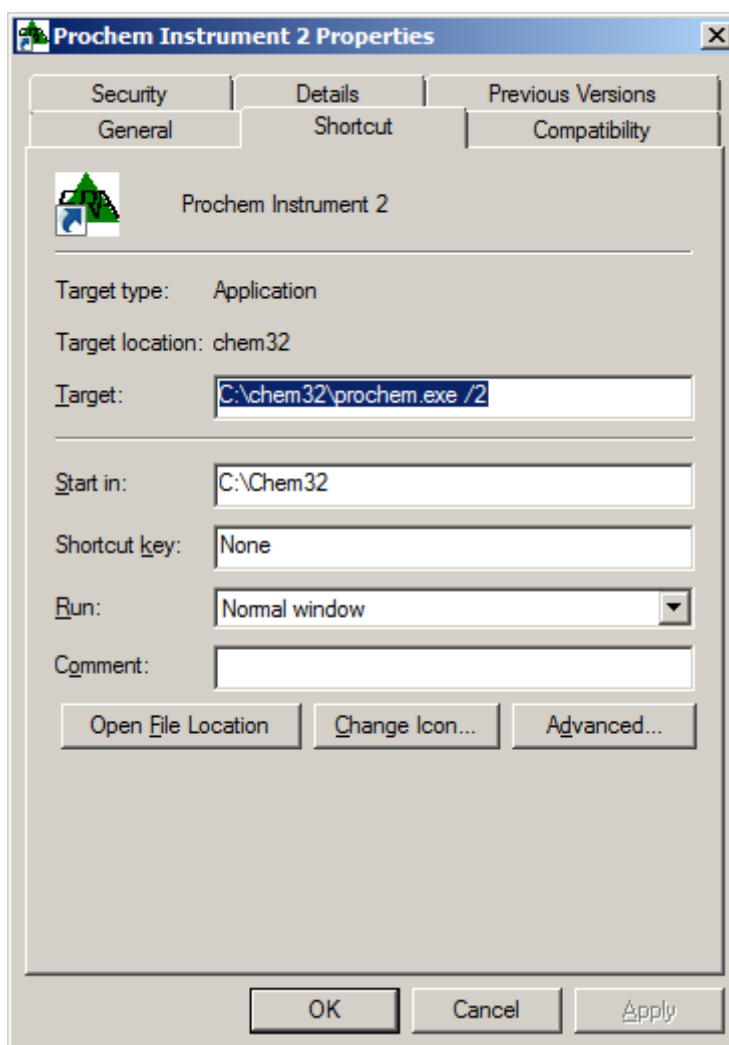 Prochem Instrument 2 Properties
Security Details Previous Versions
General Shortcut Compatibility
Prochem Instrument 2
Target type: Application
Target location: chem32
Target: C:\chem32\prochem.exe /2
Start in: C:\Chem32
Shortcut key: None
Run: Normal window
Comment:
Open File Location Change Icon... Advanced...
OK Cancel Apply